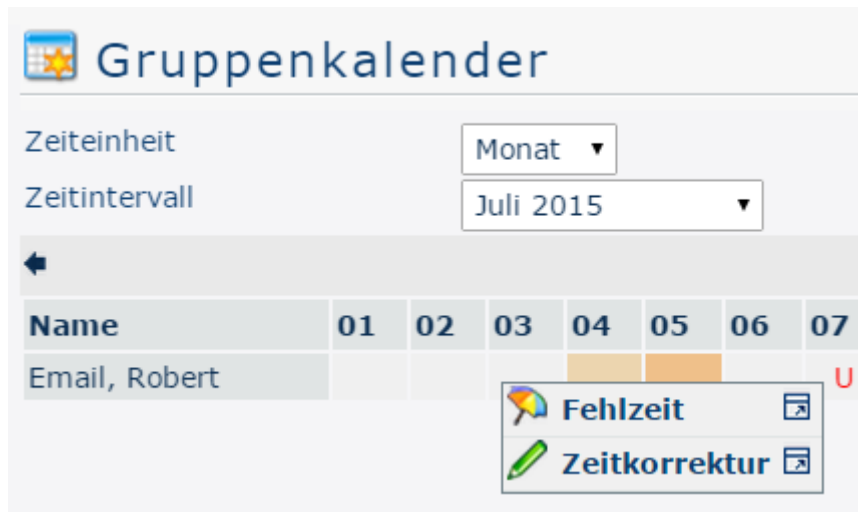 Gruppenkalender
Zeiteinheit Monat
Zeitintervall Juli 2015
Name 01 02 03 04 05 06 07
Email, Robert U
Fehlzeit
Zeitkorrektur